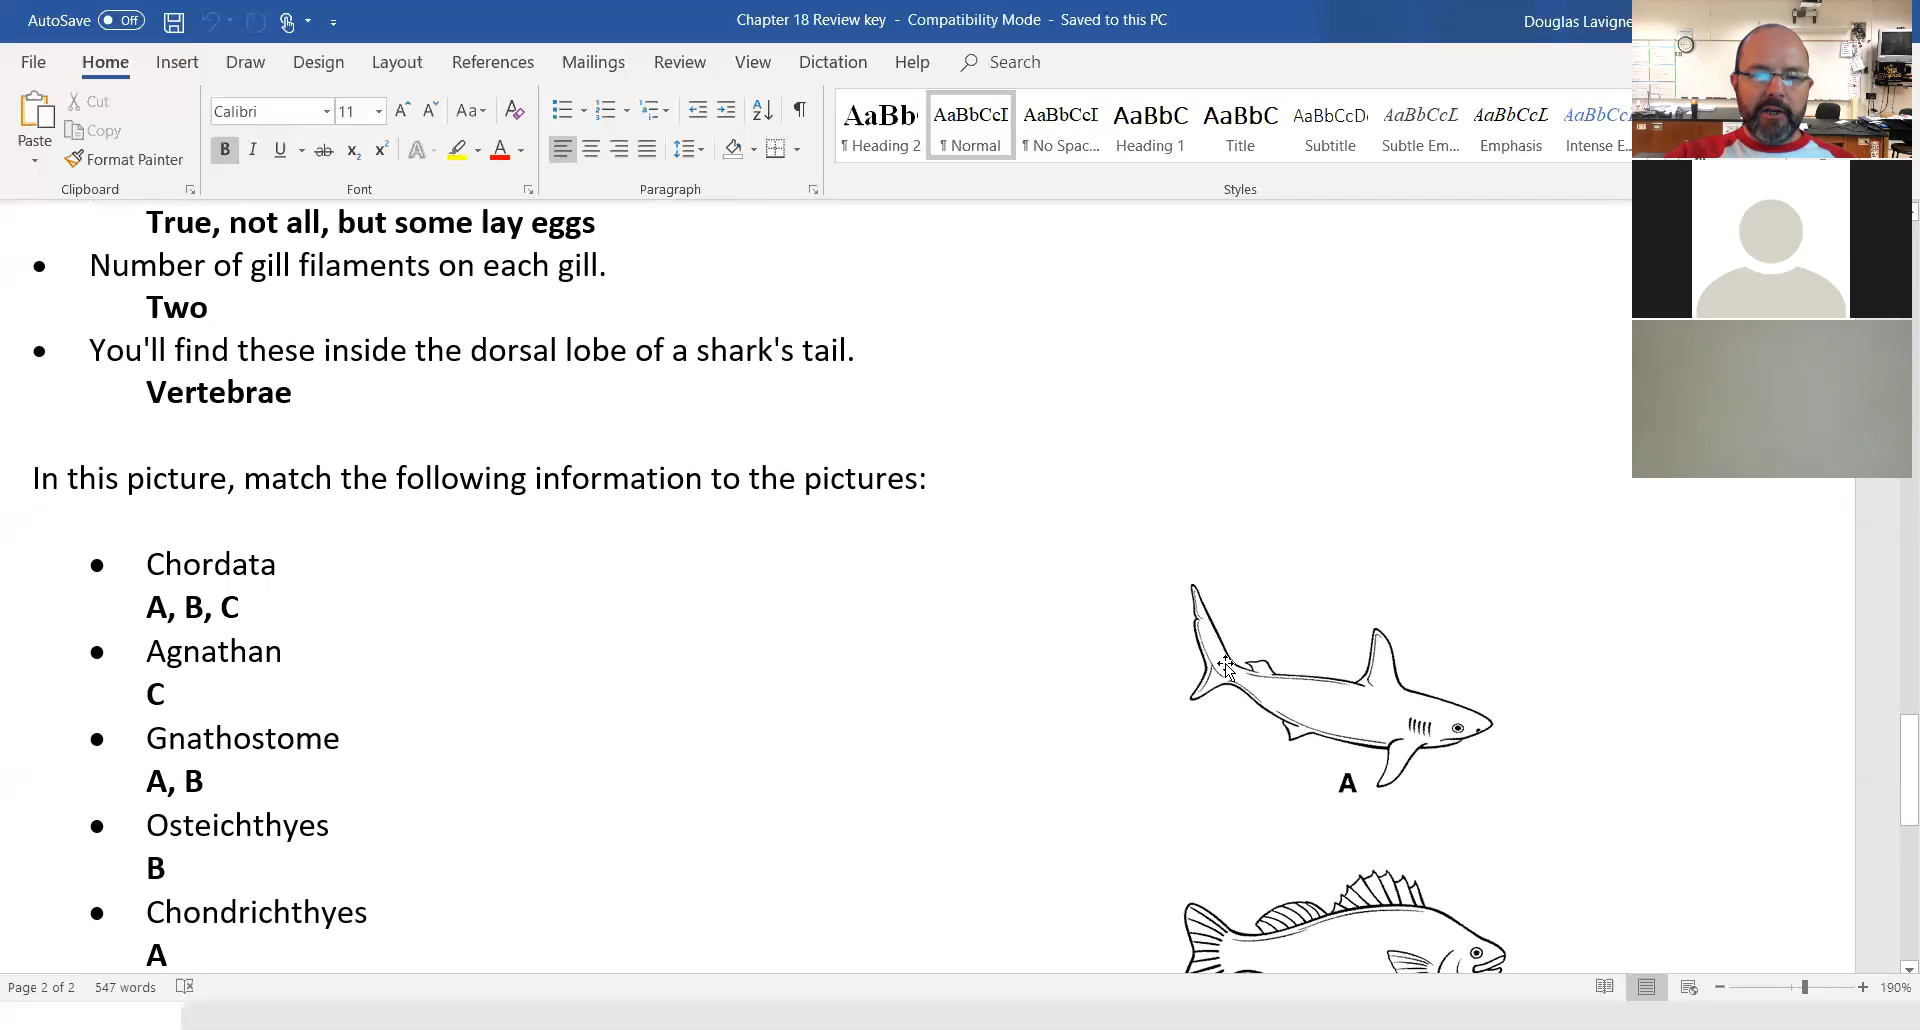 AutoSave Off Chapter 18 Review key - Compatibility Mode - Saved to this PC Douglas Lavigne
File Home Insert Draw Design Layout References Mailings Review View Dictation Help Search
Paste
Cut
Copy
Format Painter
Clipboard
Calibri 11 A A Aa A
B I U ab x₂ x² A A
Font
Paragraph
AaBb AaBbCcI AaBbCcI AaBbC AaBbC AaBbCcD AaBbCcL AaBbCcL AaBbCc
¶ Heading 2 ¶ Normal ¶ No Spac... Heading 1 Title Subtitle Subtle Em... Emphasis Intense E...
Styles
True, not all, but some lay eggs
• Number of gill filaments on each gill.
Two
• You'll find these inside the dorsal lobe of a shark's tail.
Vertebrae
In this picture, match the following information to the pictures:
• Chordata
A, B, C
• Agnathan
C
• Gnathostome
A, B
• Osteichthyes
B
• Chondrichthyes
A
A
Page 2 of 2 547 words 190%